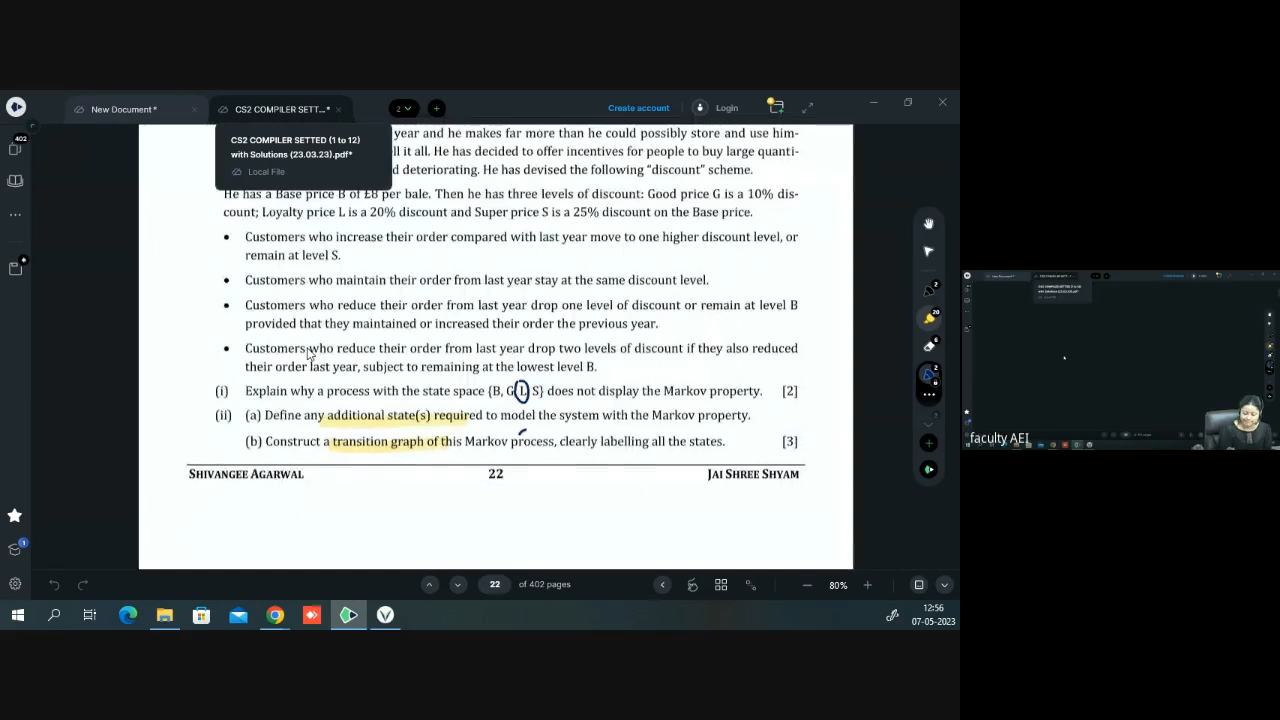 New Document*
CS2 COMPILER SETT...*
2
Create account
Login
402
CS2 COMPILER SETTED (1 to 12)
with Solutions (23.03.23).pdf*
Local File
year and he makes far more than he could possibly store and use him-
ll it all. He has decided to offer incentives for people to buy large quanti-
d deteriorating. He has devised the following “discount” scheme.
He has a Base price B of £8 per bale. Then he has three levels of discount: Good price G is a 10% dis-
count; Loyalty price L is a 20% discount and Super price S is a 25% discount on the Base price.
• Customers who increase their order compared with last year move to one higher discount level, or
remain at level S.
• Customers who maintain their order from last year stay at the same discount level.
• Customers who reduce their order from last year drop one level of discount or remain at level B
provided that they maintained or increased their order the previous year.
• Customers who reduce their order from last year drop two levels of discount if they also reduced
their order last year, subject to remaining at the lowest level B.
(i) Explain why a process with the state space {B, G, L, S} does not display the Markov property. [2]
(ii) (a) Define any additional state(s) required to model the system with the Markov property.
(b) Construct a transition graph of this Markov process, clearly labelling all the states. [3]
SHIVANGEE AGARWAL 22 JAI SHREE SHYAM
2
20
2
1
22 of 402 pages
80%
12:56
07-05-2023
faculty AEI